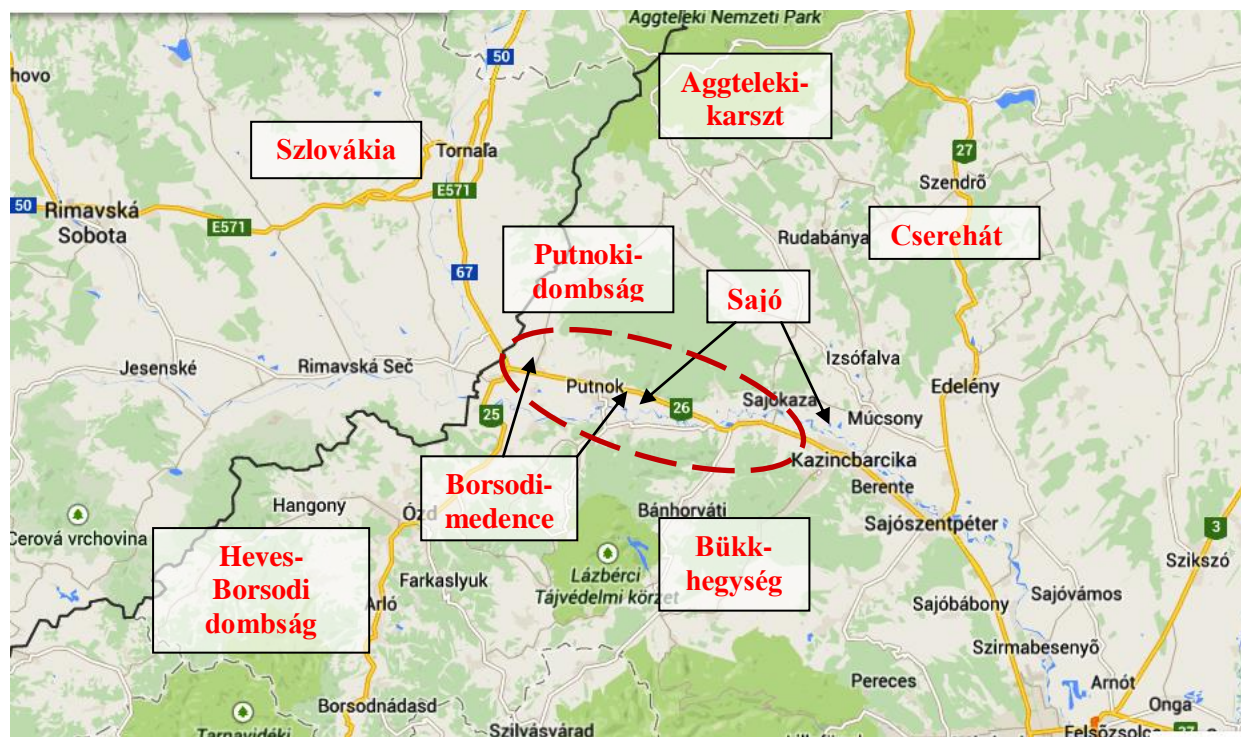 Aggteleki Nemzeti Park
50
hovo
Aggteleki-
karszt
Szlovákia
Tornaľa
27
Szendrő
E571
50
Rimavská
Sobota
E571
Rudabánya
Cserehát
Putnoki-
dombság
67
Sajó
Izsófalva
Jesenské
Rimavská Seč
Putnok
Edelény
Sajókaza
25
26
Múcsony
Kazincbarcika
Berente
Borsodi-
medence
Hangony
Ózd
Bánhorváti
Sajószentpéter
Cerová vrchovina
3
Szikszó
Heves-
Borsodi
dombság
Bükk-
hegység
Farkaslyuk
Lázbérci
Tájvédelmi körzet
Arló
Sajóbábony
Sajóvámos
Szirmabesenyő
Pereces
Arnót
Onga
Borsodnádasd
Szilvásvárad
Tarnavidéki
Felsőzsolca
27